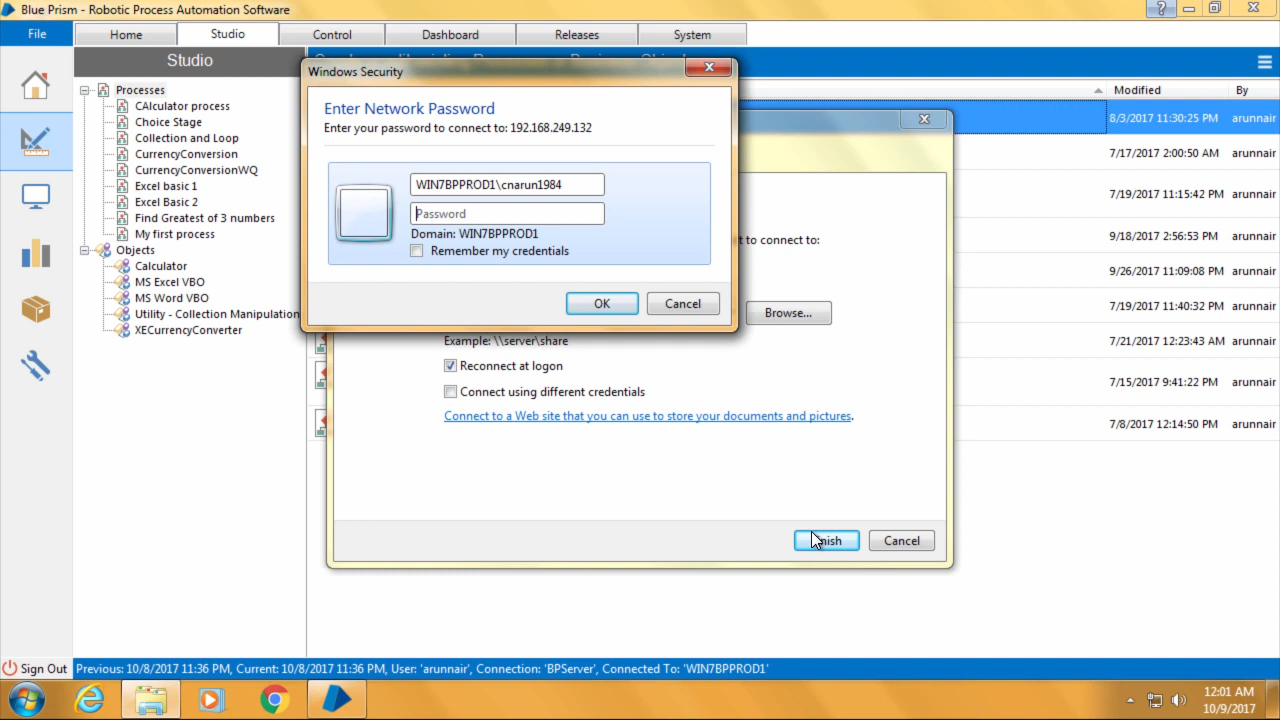 Blue Prism - Robotic Process Automation Software
File
Home
Studio
Control
Dashboard
Releases
System
Studio
Processes
CAlculator process
Choice Stage
Collection and Loop
CurrencyConversion
CurrencyConversionWQ
Excel basic 1
Excel Basic 2
Find Greatest of 3 numbers
My first process
Objects
Calculator
MS Excel VBO
MS Word VBO
Utility - Collection Manipulation
XECurrencyConverter
Windows Security
Enter Network Password
Enter your password to connect to: 192.168.249.132
WIN7BPPROD1\cnarun1984
Password
Domain: WIN7BPPROD1
Remember my credentials
OK
Cancel
t to connect to:
Browse...
Example: \\server\share
Reconnect at logon
Connect using different credentials
Connect to a Web site that you can use to store your documents and pictures.
Cancel
Modified
By
8/3/2017 11:30:25 PM arunnair
7/17/2017 2:00:50 AM arunnair
7/19/2017 11:15:42 PM arunnair
9/18/2017 2:56:53 PM arunnair
9/26/2017 11:09:08 PM arunnair
7/19/2017 11:40:32 PM arunnair
7/21/2017 12:23:43 AM arunnair
7/15/2017 9:41:22 PM arunnair
7/8/2017 12:14:50 PM arunnair
Sign Out
Previous: 10/8/2017 11:36 PM, Current: 10/8/2017 11:36 PM, User: 'arunnair', Connection: 'BPServer', Connected To: 'WIN7BPPROD1'
12:01 AM
10/9/2017